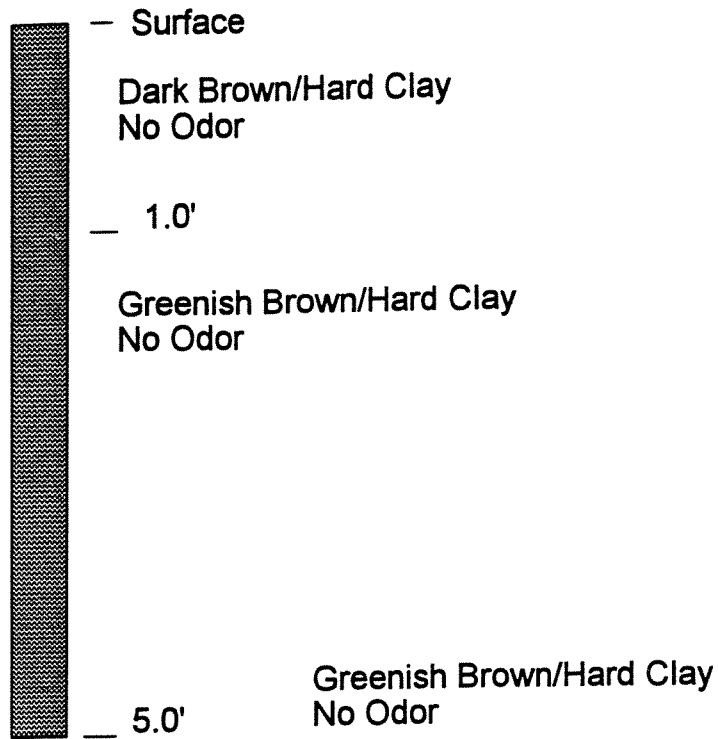 Surface
Dark Brown/Hard Clay
No Odor
1.0'
Greenish Brown/Hard Clay
No Odor
Greenish Brown/Hard Clay
5.0' No Odor